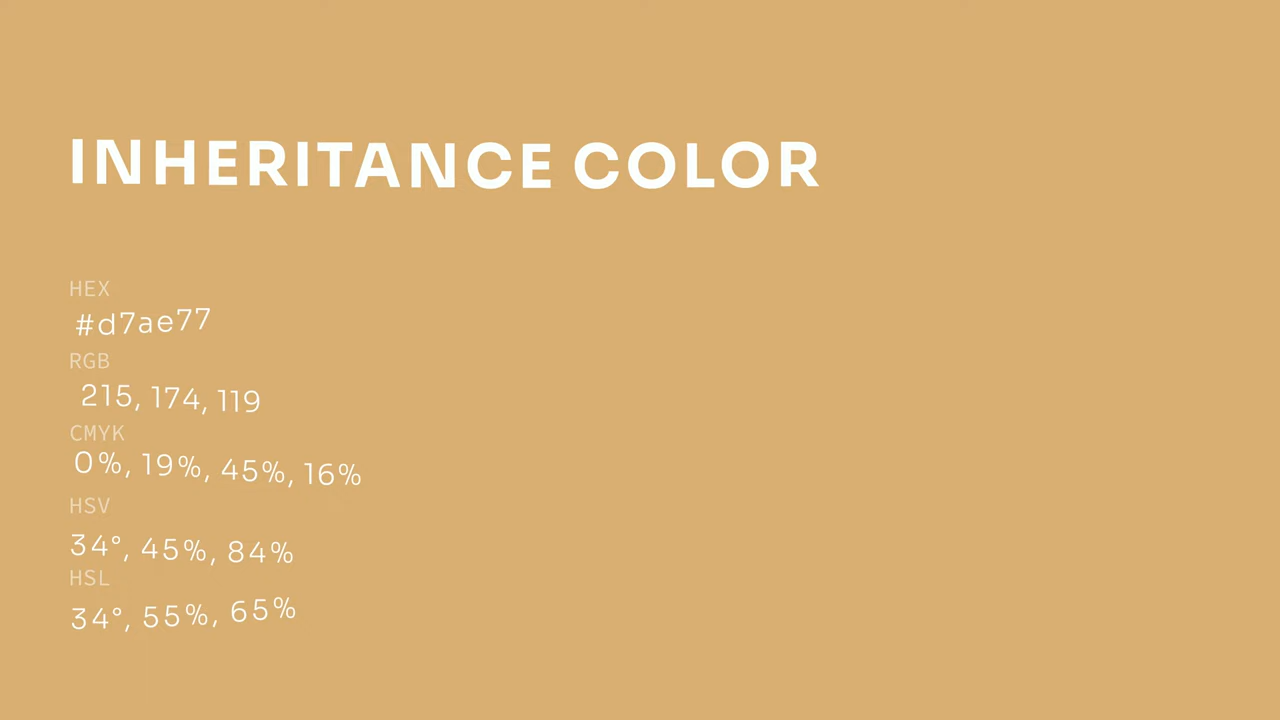 INHERITANCE COLOR
HEX
#d7ae77
RGB
215, 174, 119
CMYK
0%, 19%, 45%, 16%
HSV
34°, 45%, 84%
HSL
34°, 55%, 65%